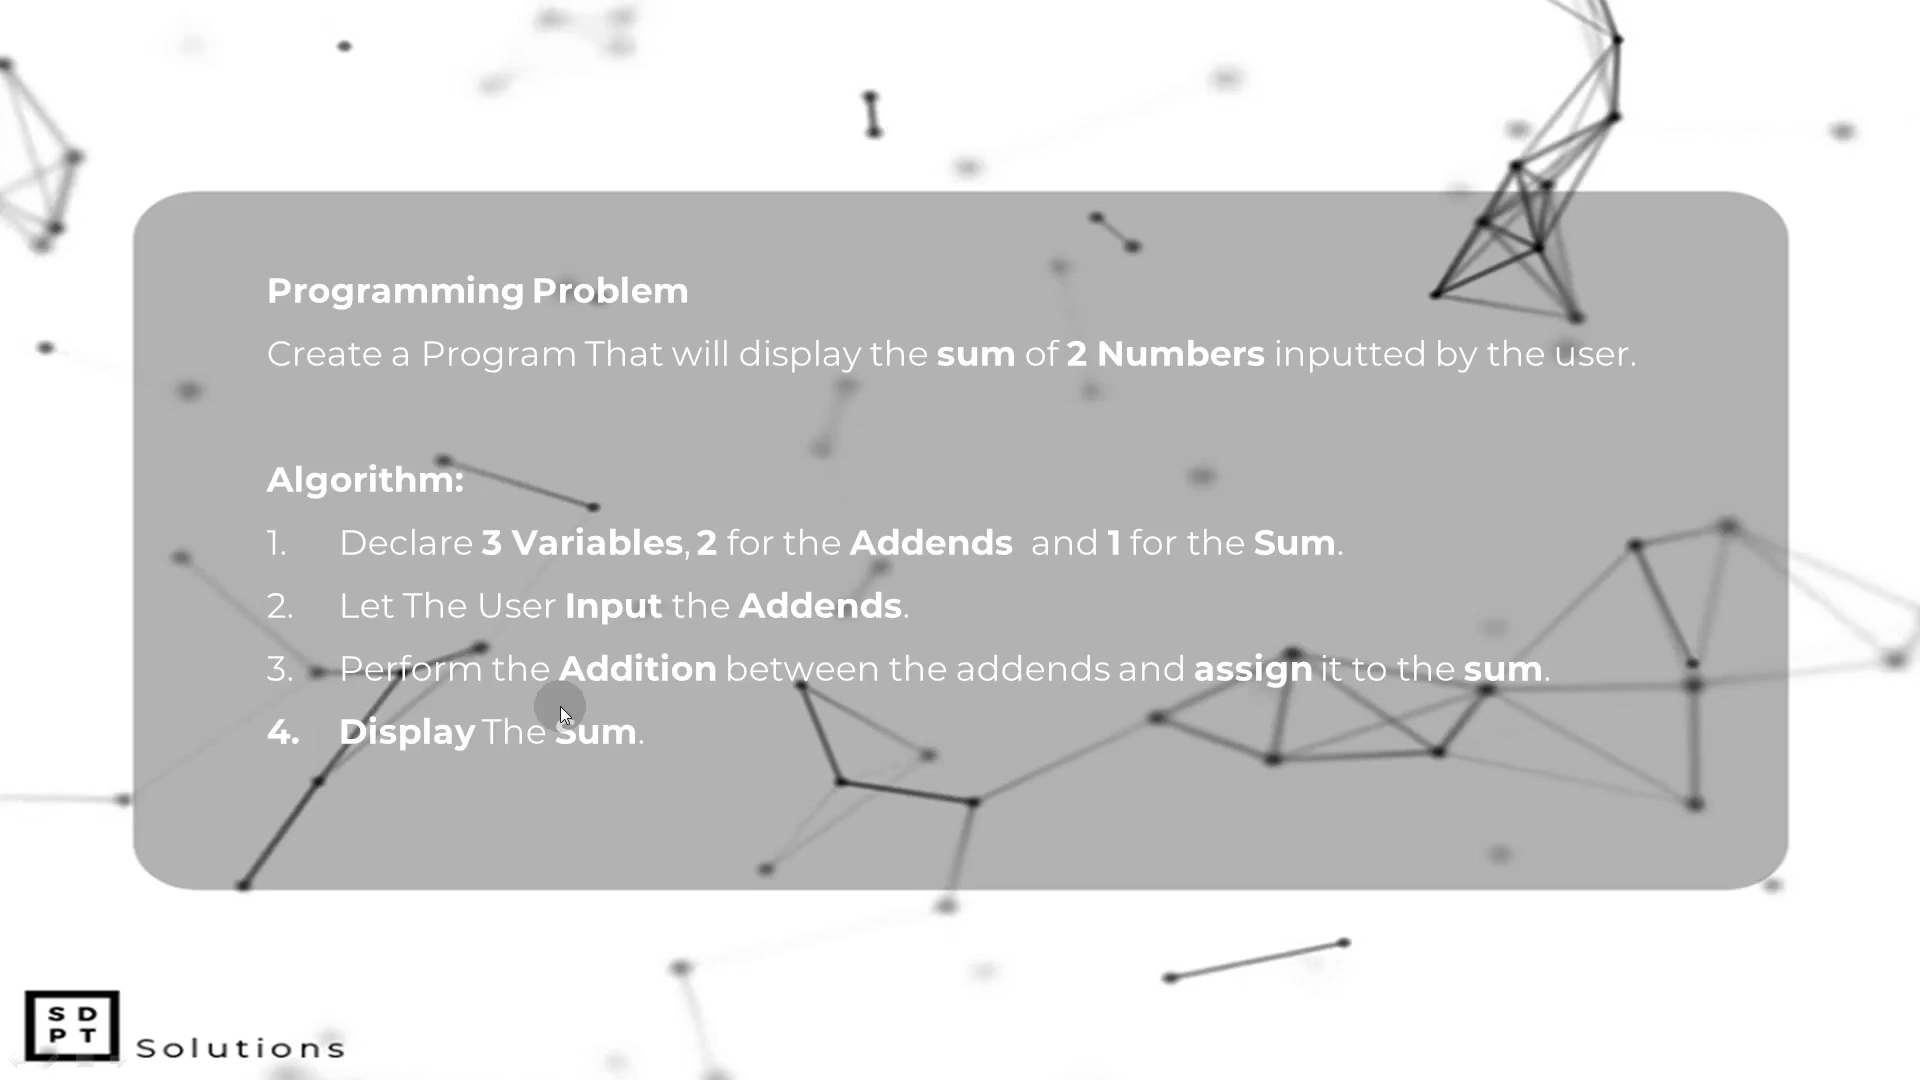 Programming Problem
Create a Program That will display the sum of 2 Numbers inputted by the user.
Algorithm:
1. Declare 3 Variables, 2 for the Addends and 1 for the Sum.
2. Let The User Input the Addends.
3. Perform the Addition between the addends and assign it to the sum.
4. Display The Sum.
S D
P T
Solutions